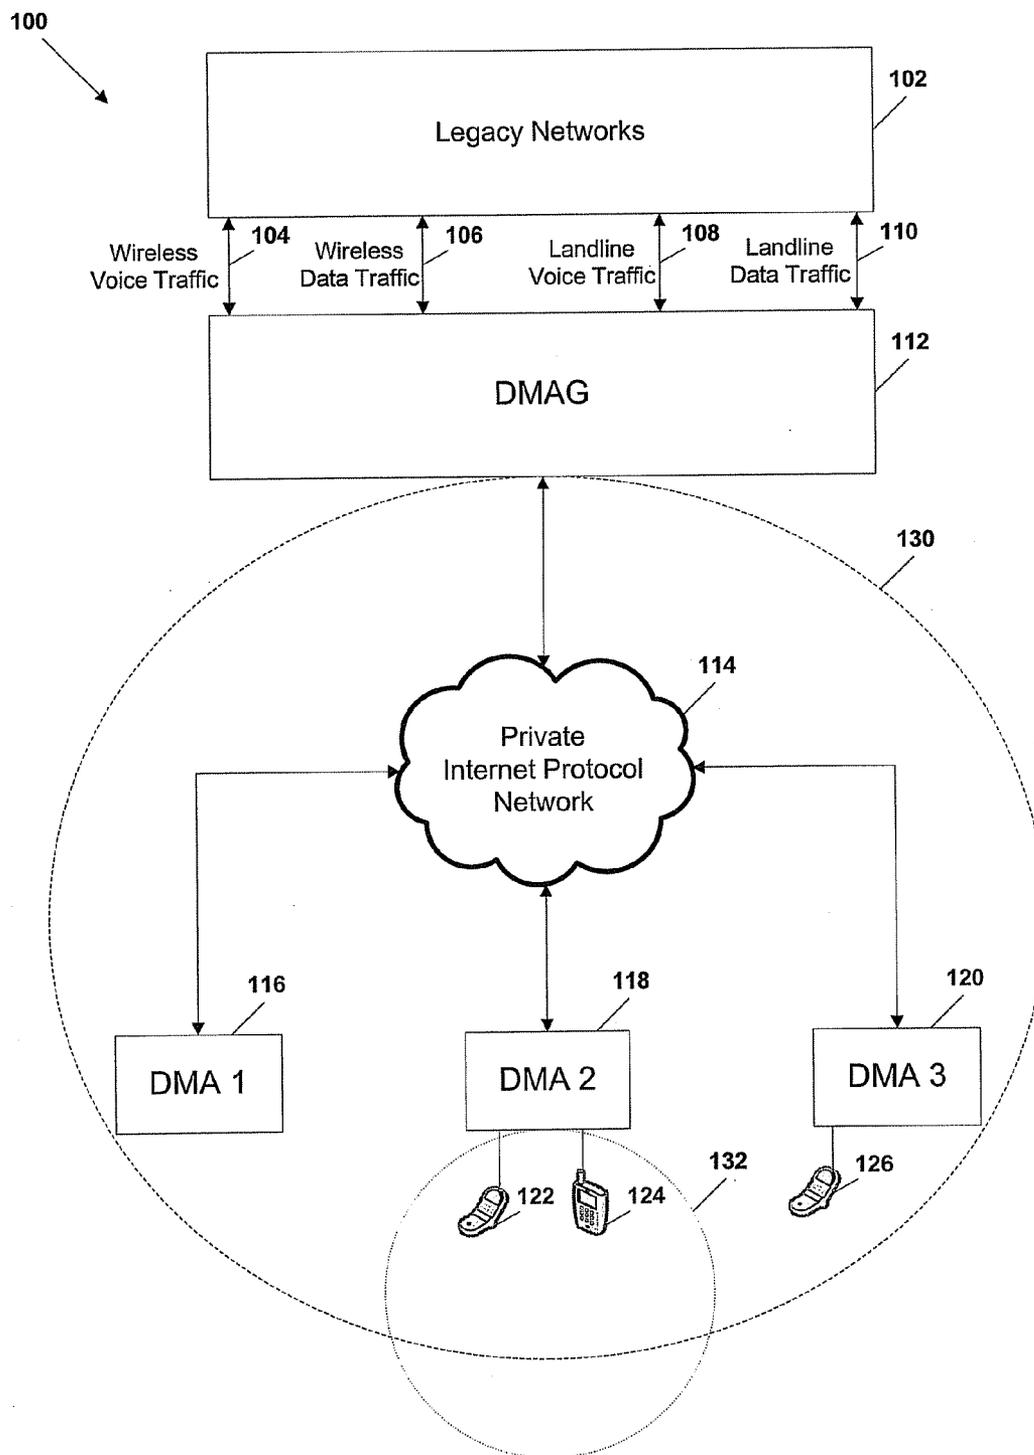 100
102
Legacy Networks
104
106
108
110
Wireless
Voice Traffic
Wireless
Data Traffic
Landline
Voice Traffic
Landline
Data Traffic
112
DMAG
130
114
Private
Internet Protocol
Network
116
118
120
DMA 1
DMA 2
DMA 3
132
122
124
126